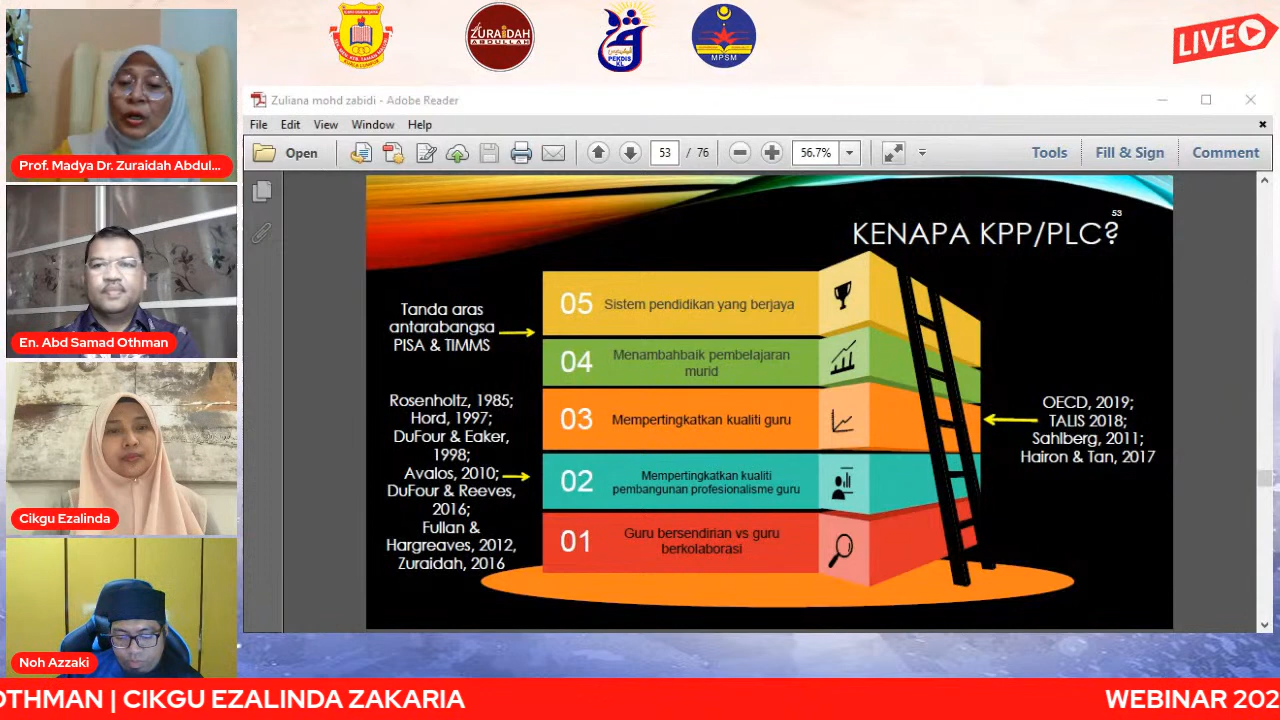 ZURAIDAH
ABDULLAH
PEKDIS
KL
MPSM
LIVE
Prof. Madya Dr. Zuraidah Abdul...
En. Abd Samad Othman
Cikgu Ezalinda
Noh Azzaki
Zuliana mohd zabidi - Adobe Reader
File Edit View Window Help
Open 53 / 76 56.7% Tools Fill & Sign Comment
53
KENAPA KPP/PLC?
Tanda aras
antarabangsa
PISA & TIMMS
Rosenholtz, 1985;
Hord, 1997;
DuFour & Eaker,
1998;
Avalos, 2010;
DuFour & Reeves,
2016;
Fullan &
Hargreaves, 2012,
Zuraidah, 2016
05 Sistem pendidikan yang berjaya
04 Menambahbaik pembelajaran
murid
03 Mempertingkatkan kualiti guru
02 Mempertingkatkan kualiti
pembangunan profesionalisme guru
01 Guru bersendirian vs guru
berkolaborasi
OECD, 2019;
TALIS 2018;
Sahlberg, 2011;
Hairon & Tan, 2017
OTHMAN | CIKGU EZALINDA ZAKARIA
WEBINAR 202